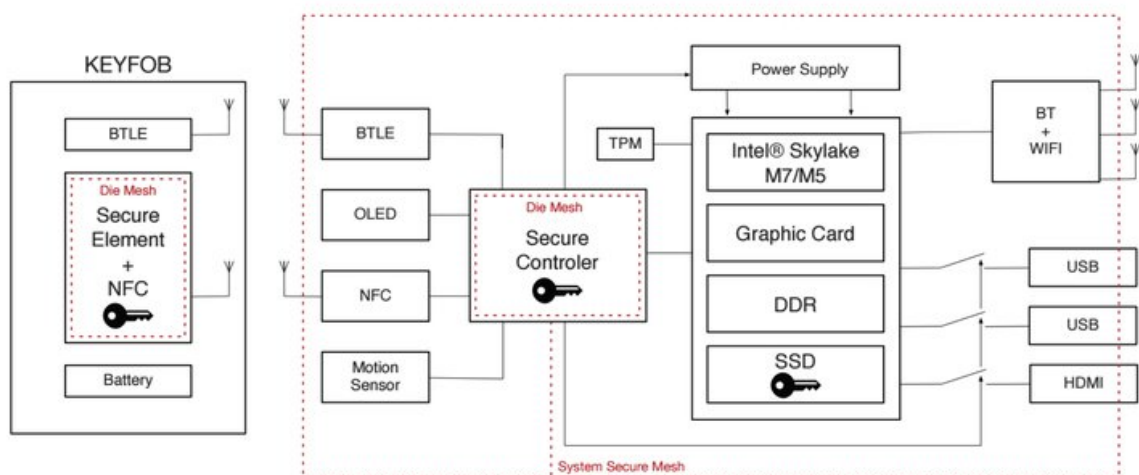 KEYFOB
BTLE
Die Mesh
Secure
Element
+
NFC
Battery
BTLE
OLED
NFC
Motion
Sensor
Die Mesh
Secure
Controler
Power Supply
TPM
Intel® Skylake
M7/M5
Graphic Card
DDR
SSD
BT
+
WIFI
USB
USB
HDMI
System Secure Mesh